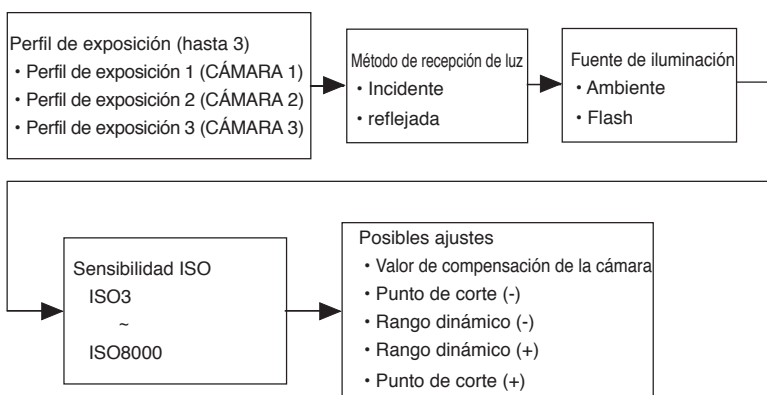 Perfil de exposición (hasta 3)
・Perfil de exposición 1 (CÁMARA 1)
・Perfil de exposición 2 (CÁMARA 2)
・Perfil de exposición 3 (CÁMARA 3)
Método de recepción de luz
・Incidente
・reflejada
Fuente de iluminación
・Ambiente
・Flash
Sensibilidad ISO
ISO3
~
ISO8000
Posibles ajustes
・Valor de compensación de la cámara
・Punto de corte (-)
・Rango dinámico (-)
・Rango dinámico (+)
・Punto de corte (+)